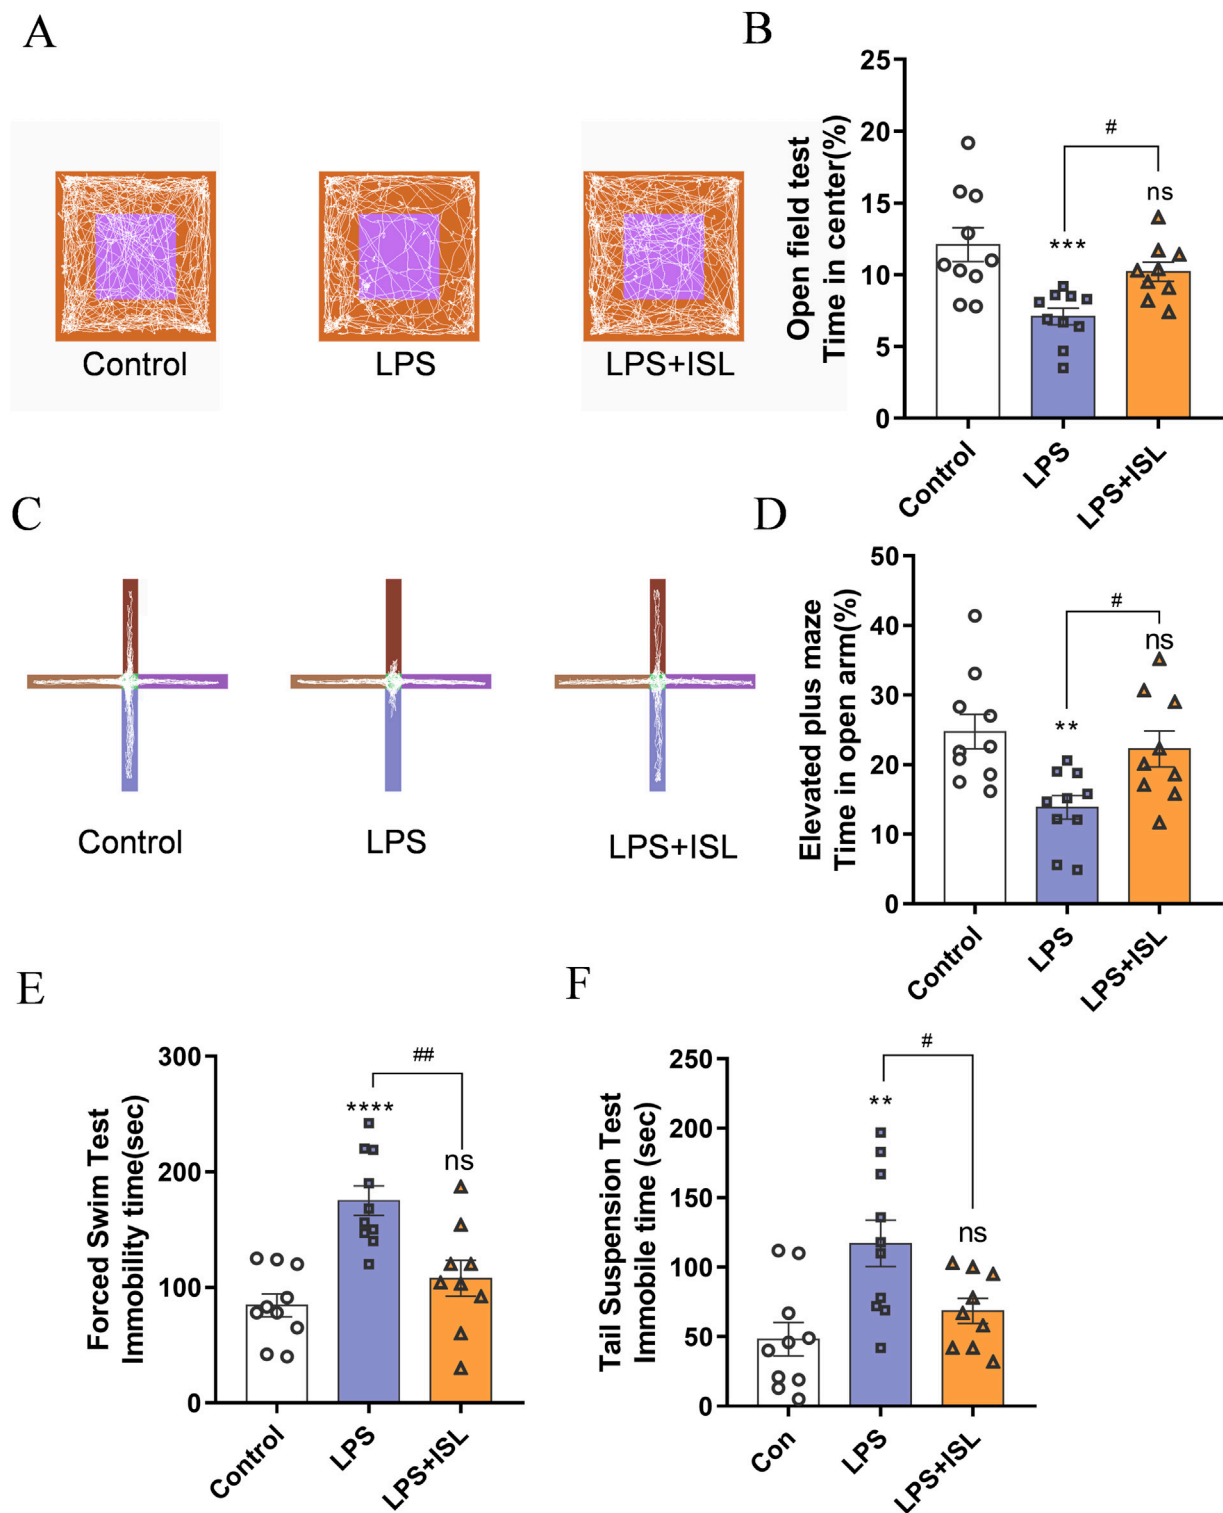 A
Control
LPS
LPS+ISL
B
Open field test
Time in center(%)
25
20
15
10
5
0
#
***
ns
Control
LPS
LPS+ISL
C
Control
LPS
LPS+ISL
D
Elevated plus maze
Time in open arm(%)
50
40
30
20
10
0
#
**
ns
Control
LPS
LPS+ISL
E
Forced Swim Test
Immobility time(sec)
300
200
100
0
##
****
ns
Control
LPS
LPS+ISL
F
Tail Suspension Test
Immobile time (sec)
250
200
150
100
50
0
#
**
ns
Con
LPS
LPS+ISL